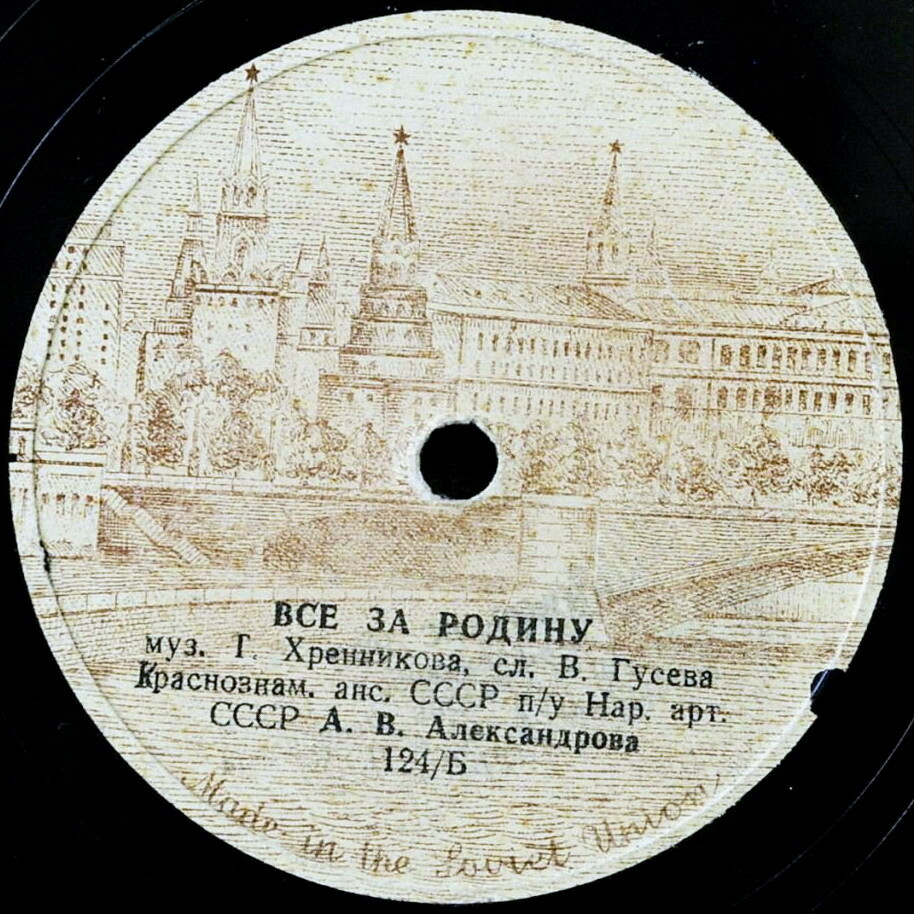 ВСЕ ЗА РОДИНУ
муз. Г. Хренникова, сл. В. Гусева
Краснознам. анс. СССР п/у Нар. арт.
СССР А. В. Александрова
124/Б
Made in the Soviet Union